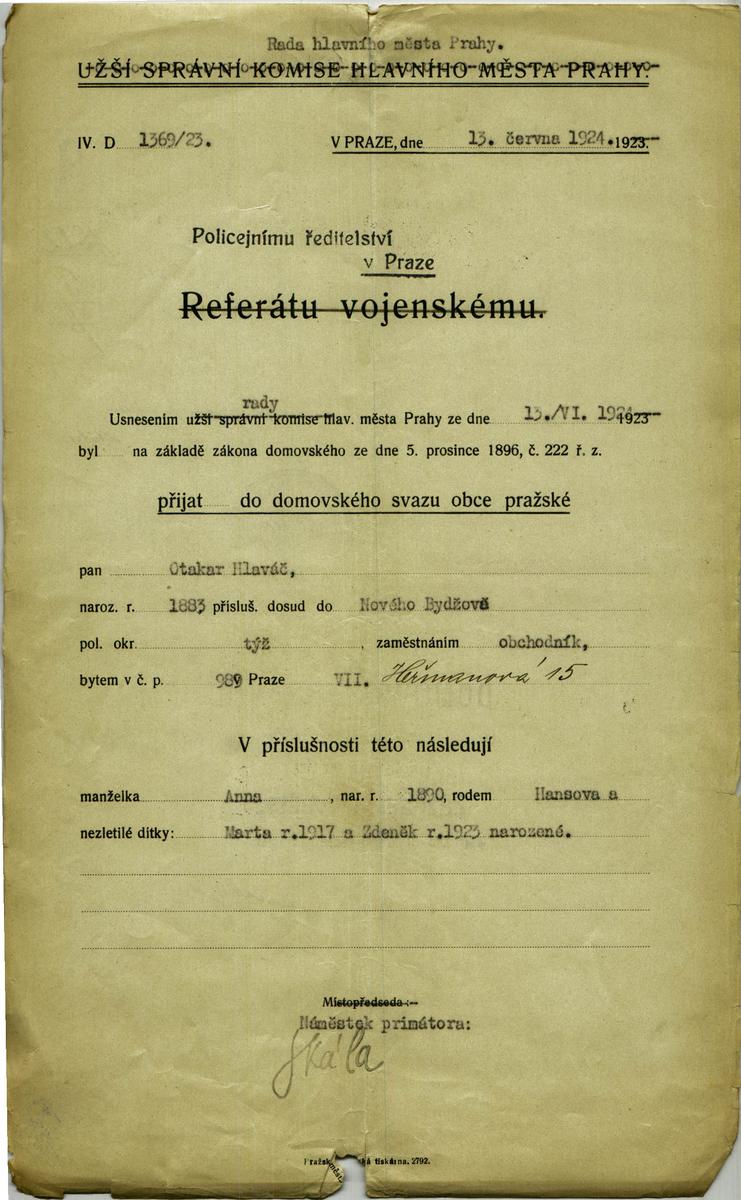 Rada hlavního města Prahy.
UŽŠÍ SPRÁVNÍ KOMISE HLAVNÍHO MĚSTA PRAHY.
IV. D 1369/23. V PRAZE, dne 13. června 1924. 1923.
Policejnímu ředitelství
v Praze
Referátu vojenskému.
rady
Usnesením užší správní komise hlav. města Prahy ze dne 13./VI. 1924 1923
byl na základě zákona domovského ze dne 5. prosince 1896, č. 222 ř. z.
přijat do domovského svazu obce pražské
pan Otakar Hlaváč,
naroz. r. 1883 přísluš. dosud do Nového Bydžova
pol. okr. týž, zaměstnáním obchodník,
bytem v č. p. 989 Praze VII. Heřmanova 15
V příslušnosti této následují
manželka Anna, nar. r. 1890, rodem Hansova a
nezletilé dítky: Marta r.1917 a Zdeněk r.1923 narozené.
Místopředseda:
Náměstek primátora:
Skála
tiskárna. 2792.